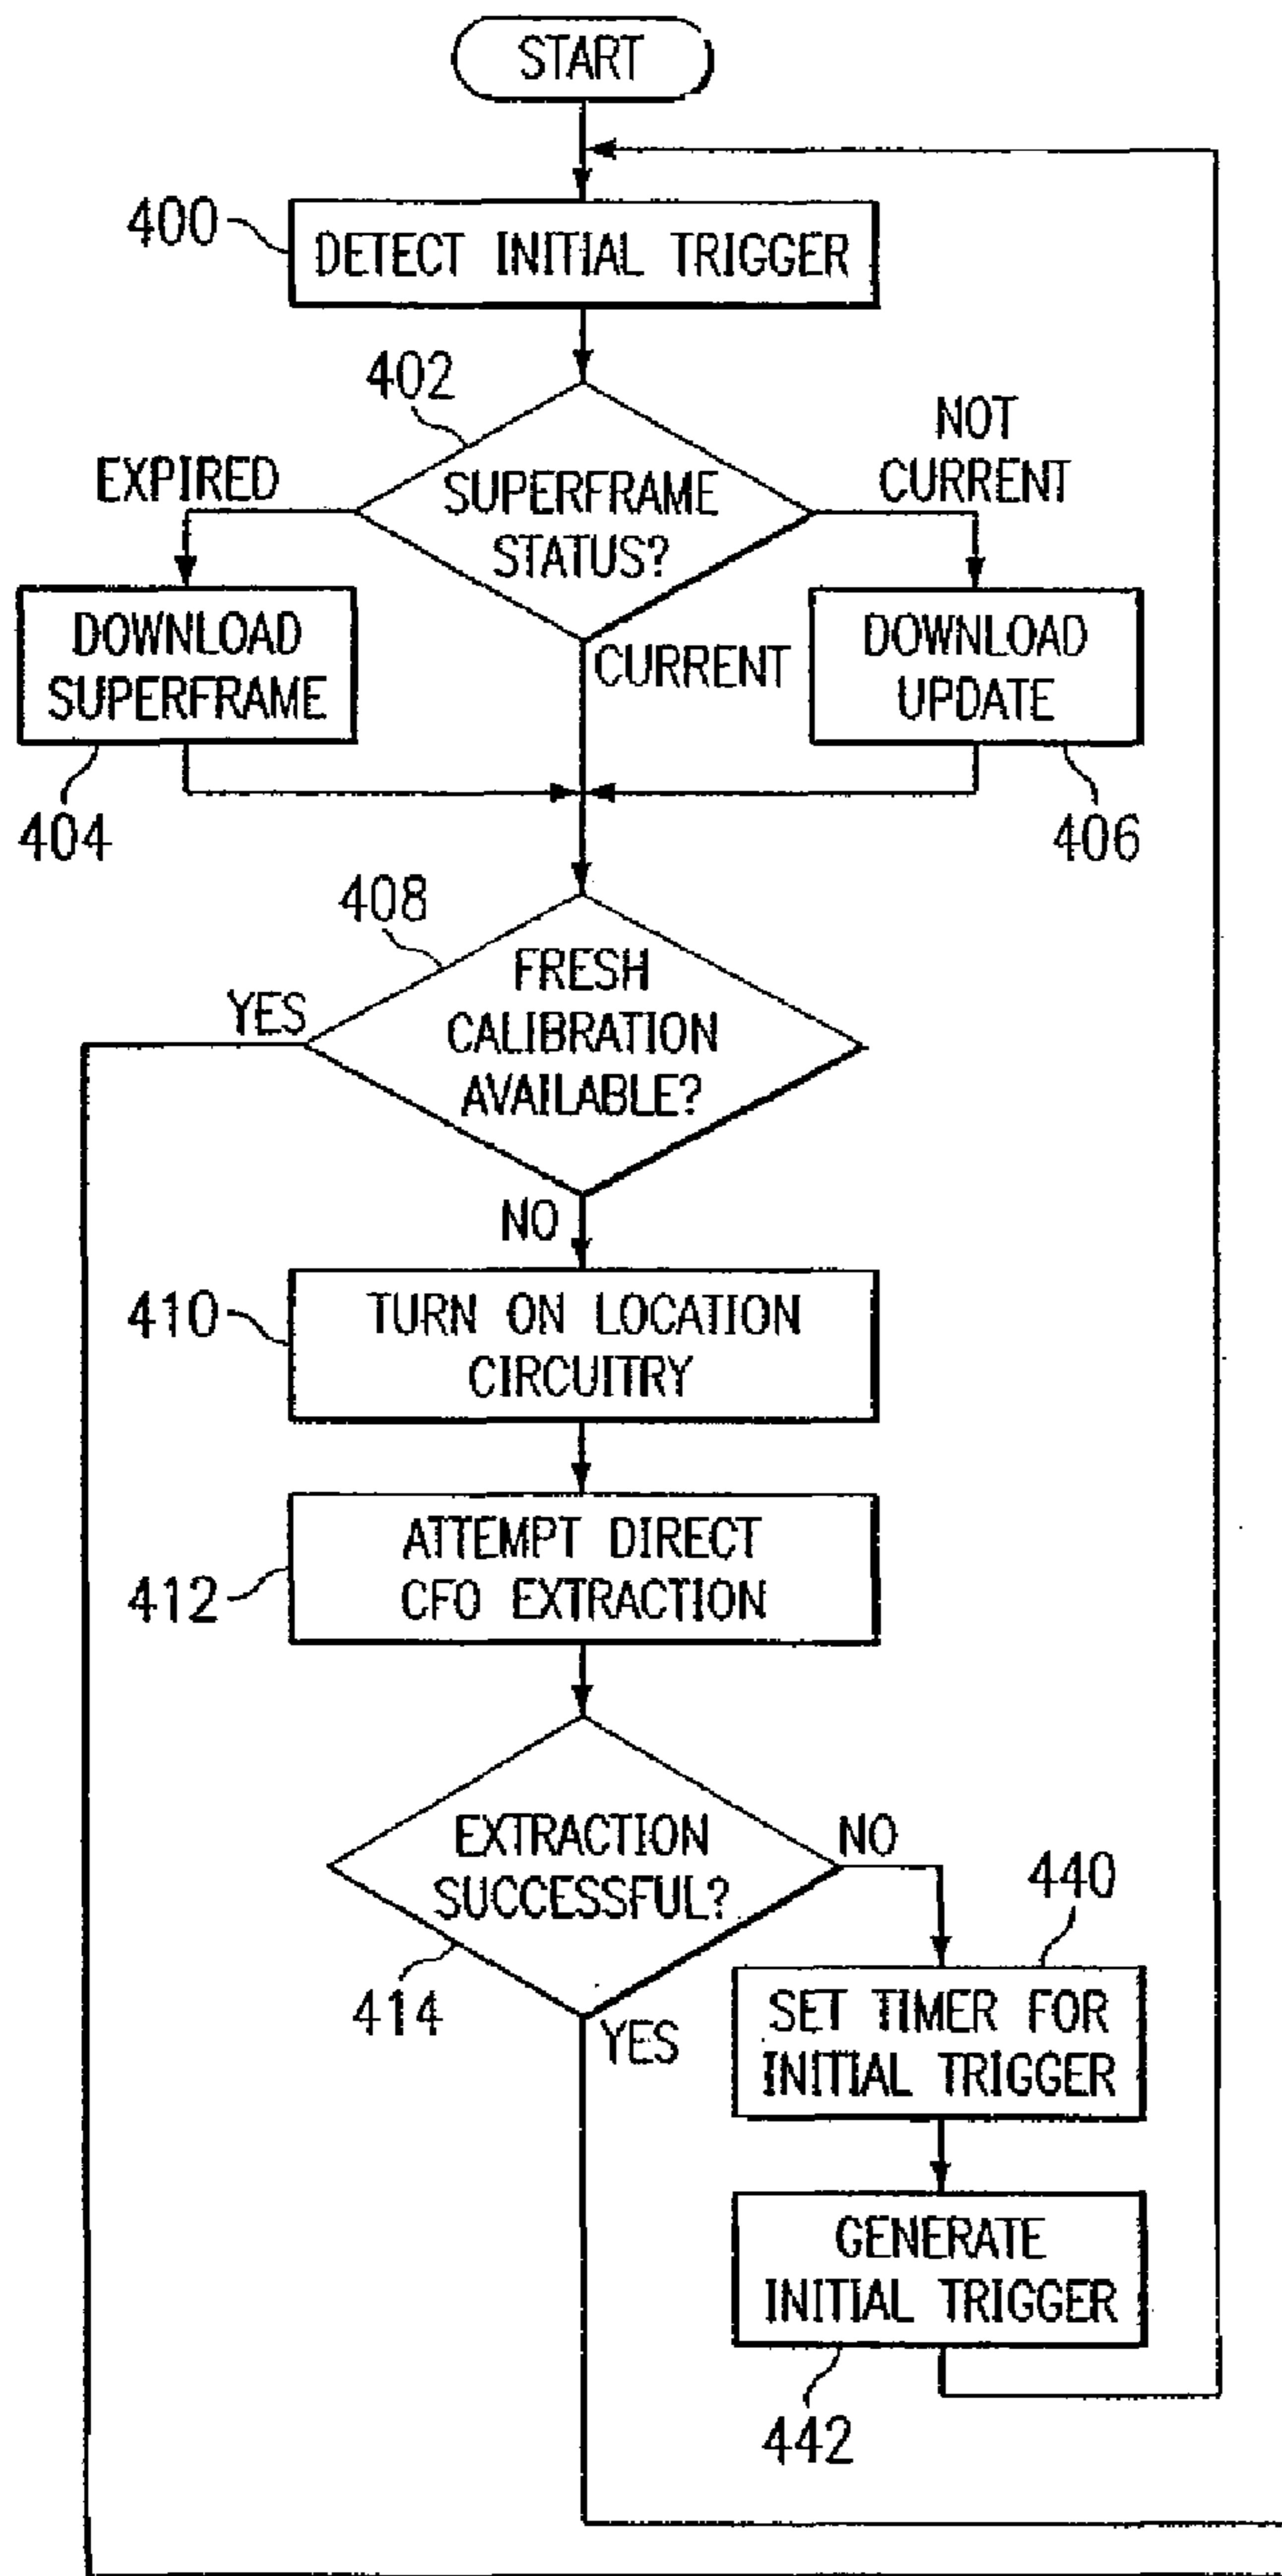 START
400
DETECT INITIAL TRIGGER
402
EXPIRED
SUPERFRAME
STATUS?
NOT
CURRENT
DOWNLOAD
SUPERFRAME
404
CURRENT
DOWNLOAD
UPDATE
406
408
YES
FRESH
CALIBRATION
AVAILABLE?
NO
410
TURN ON LOCATION
CIRCUITRY
412
ATTEMPT DIRECT
CFO EXTRACTION
EXTRACTION
SUCCESSFUL?
414
NO
YES
440
SET TIMER FOR
INITIAL TRIGGER
GENERATE
INITIAL TRIGGER
442